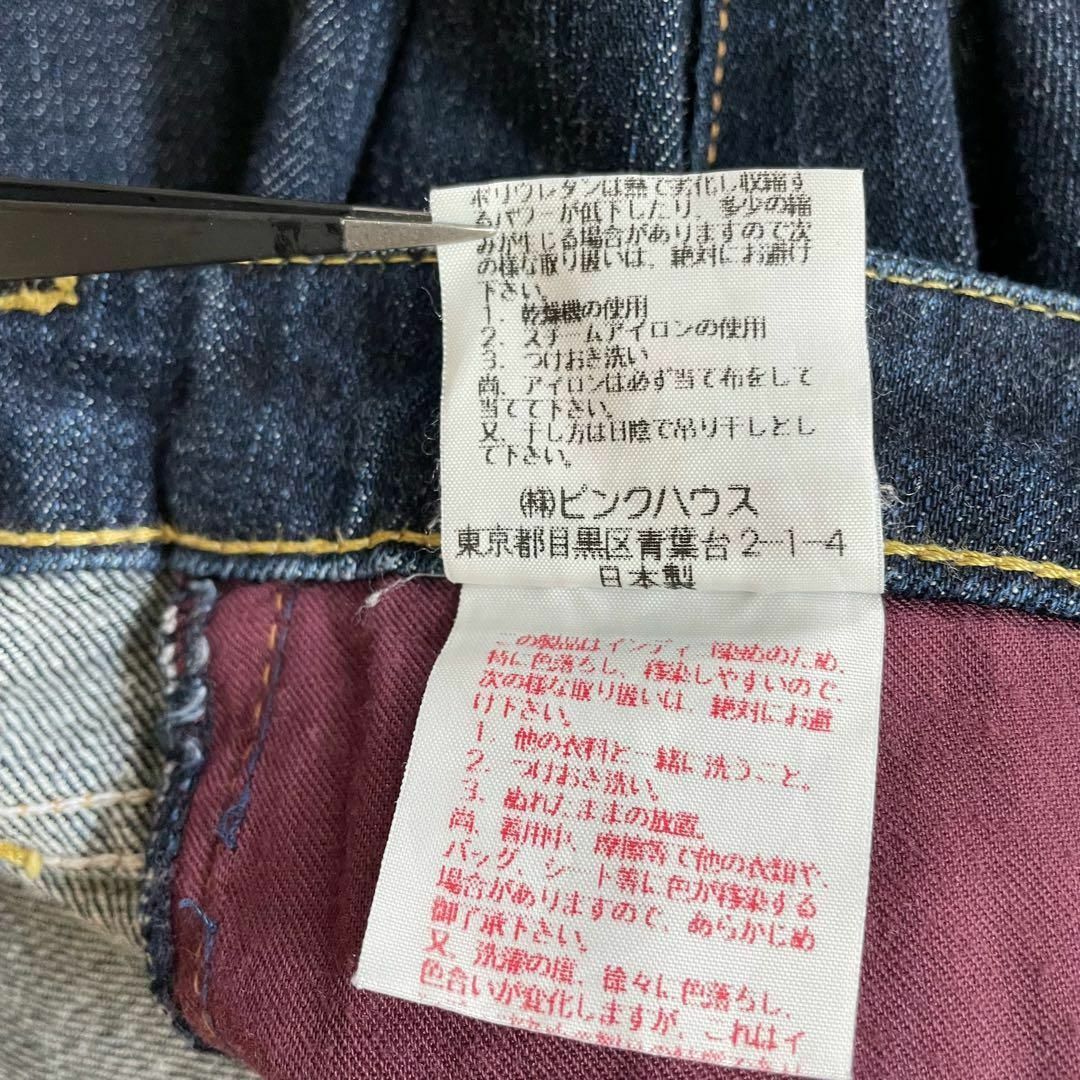 ポリウレタンは熱で劣化し収縮す
るパワーが低下したり、多少の縮
みが生じる場合がありますので次
の様な取り扱いは、絶対にお避け
下さい。
1. 乾燥機の使用
2. スチームアイロンの使用
3. つけおき洗い
尚、アイロンは必ず当て布をして
当てて下さい。
又、干し方は日陰で吊り干しとし
て下さい。
㈱ピンクハウス
東京都目黒区青葉台2-1-4
日本製
この製品はインディ 染めのため、
特に色落ちし、移染しやすいので、
次の様な取り扱いは、絶対にお避
け下さい。
1. 他の衣料と一緒に洗うこと。
2. つけおき洗い。
3. ぬれたままの放置。
尚、着用中、摩擦等で他の衣類や、
バッグ、シート等に色が移染する
場合がありますので、あらかじめ
御了承下さい。
又、洗濯の度、徐々に色落ちし、
色合いが変化しますが、これはイ